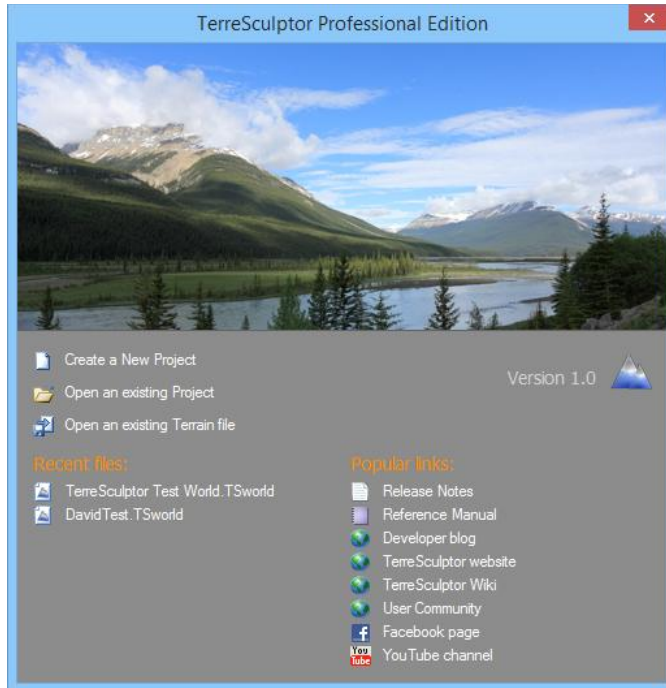 TerreSculptor Professional Edition
Create a New Project
Open an existing Project
Open an existing Terrain file
Version 1.0
Recent files:
TerreSculptor Test World.TSworld
DavidTest.TSworld
Popular links:
Release Notes
Reference Manual
Developer blog
TerreSculptor website
TerreSculptor Wiki
User Community
Facebook page
You Tube
YouTube channel